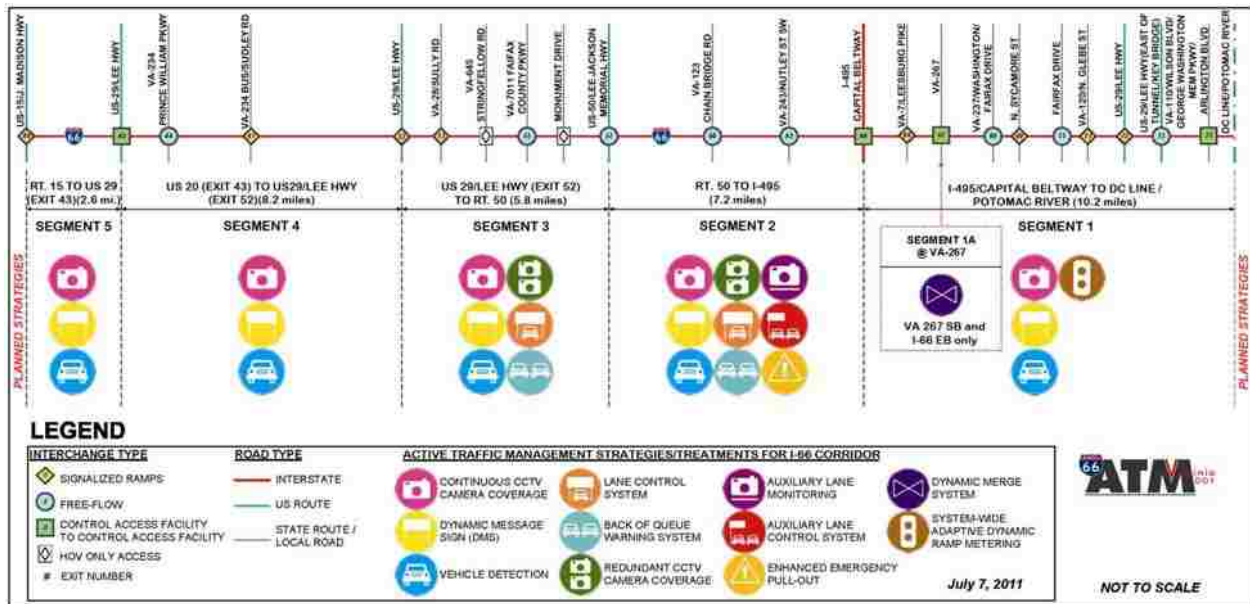 US-15/J. MADISON HWY
US-29/LEE HWY
VA-234
PRINCE WILLIAM PKWY
VA-234 BUS/SUDLEY RD
US-29/LEE HWY
VA-28/SULLY RD
VA-645
STRINGFELLOW RD
VA-7011 FAIRFAX
COUNTY PKWY
MONUMENT DRIVE
US-50/LEE-JACKSON
MEMORIAL HWY
VA-123
CHAIN BRIDGE RD
VA-243/NUTLEY ST SW
I-495
CAPITAL BELTWAY
VA-7/LEESBURG PIKE
VA-267
VA-237/WASHINGTON/
FAIRAX DRIVE
N. SYCAMORE ST
FAIRFAX DRIVE
VA-120/N. GLEBE ST
US-29/LEE HWY
US-29/LEE HWY(EAST OF
TUNNEL/KEY BRIDGE)
VA-110/WILSON BLVD/
GEORGE WASHINGTON
MEM PKWY/
ARLINGTON BLVD
DC LINE/POTOMAC RIVER
66
66
RT. 15 TO US 29
(EXIT 43)(2.6 mi.)
US 20 (EXIT 43) TO US29/LEE HWY
(EXIT 52)(8.2 miles)
US 29/LEE HWY (EXIT 52)
TO RT. 50 (5.8 miles)
RT. 50 TO I-495
(7.2 miles)
I-495/CAPITAL BELTWAY TO DC LINE /
POTOMAC RIVER (10.2 miles)
SEGMENT 5
SEGMENT 4
SEGMENT 3
SEGMENT 2
SEGMENT 1
SEGMENT 1A
@ VA-267
VA 267 SB and
I-66 EB only
PLANNED STRATEGIES
PLANNED STRATEGIES
LEGEND
INTERCHANGE TYPE
SIGNALIZED RAMPS
FREE-FLOW
CONTROL ACCESS FACILITY
TO CONTROL ACCESS FACILITY
HOV ONLY ACCESS
# EXIT NUMBER
ROAD TYPE
INTERSTATE
US ROUTE
STATE ROUTE /
LOCAL ROAD
ACTIVE TRAFFIC MANAGEMENT STRATEGIES/TREATMENTS FOR I-66 CORRIDOR
CONTINUOUS CCTV
CAMERA COVERAGE
DYNAMIC MESSAGE
SIGN (DMS)
VEHICLE DETECTION
LANE CONTROL
SYSTEM
BACK OF QUEUE
WARNING SYSTEM
REDUNDANT CCTV
CAMERA COVERAGE
AUXILIARY LANE
MONITORING
AUXILIARY LANE
CONTROL SYSTEM
ENHANCED EMERGENCY
PULL-OUT
DYNAMIC MERGE
SYSTEM
SYSTEM-WIDE
ADAPTIVE DYNAMIC
RAMP METERING
July 7, 2011
66
ATM
NOT TO SCALE